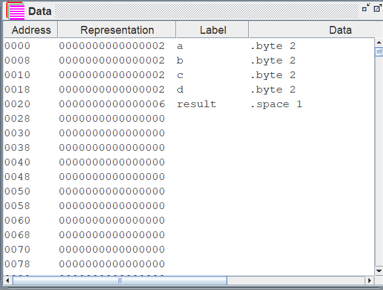 Data
Address Representation Label Data
0000 0000000000000002 a .byte 2
0008 0000000000000002 b .byte 2
0010 0000000000000002 c .byte 2
0018 0000000000000002 d .byte 2
0020 0000000000000006 result .space 1
0028 0000000000000000
0030 0000000000000000
0038 0000000000000000
0040 0000000000000000
0048 0000000000000000
0050 0000000000000000
0058 0000000000000000
0060 0000000000000000
0068 0000000000000000
0070 0000000000000000
0078 0000000000000000